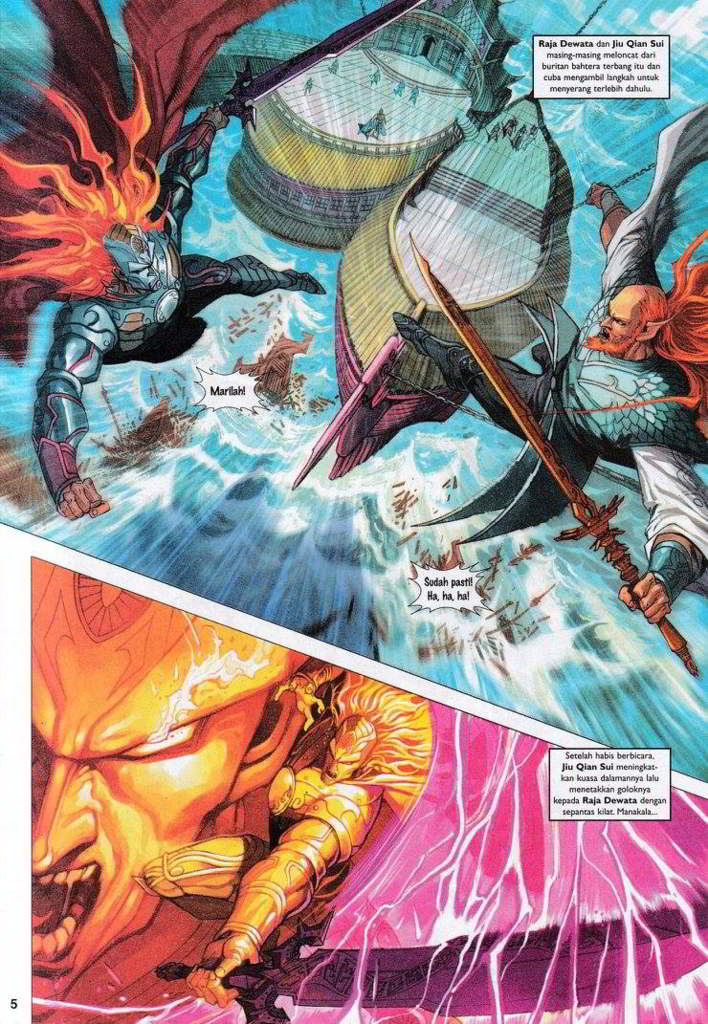 Raja Dewata dan Jiu Qian Sui
masing-masing meloncat dari
buritan bahtera terbang itu dan
cuba mengambil langkah untuk
menyerang terlebih dahulu.
Marilah!
Sudah pasti!
Ha, ha, ha!
Setelah habis berbicara,
Jiu Qian Sui meningkat-
kan kuasa dalamannya lalu
menetakkan goloknya
kepada Raja Dewata dengan
sepantas kilat. Manakala...
5